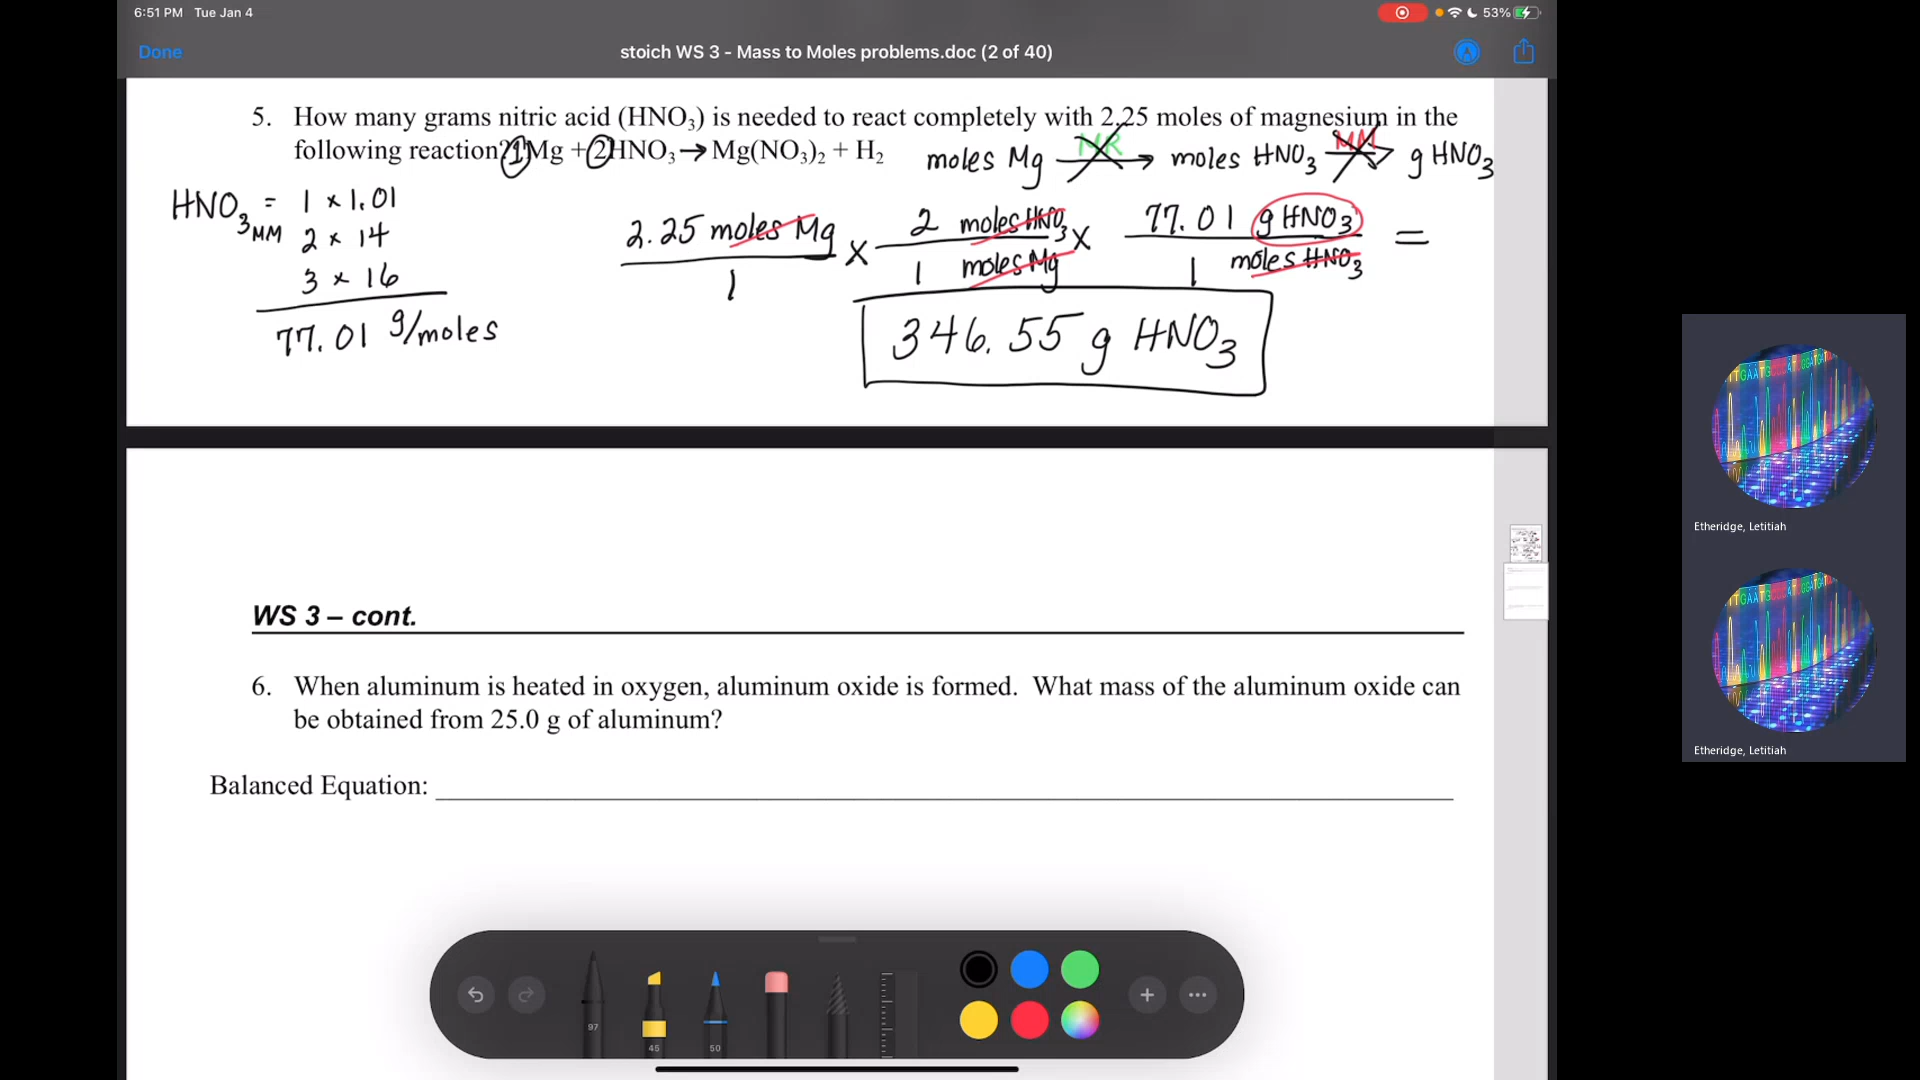 6:51 PM Tue Jan 4
53%
Done
stoich WS 3 - Mass to Moles problems.doc (2 of 40)
5. How many grams nitric acid (HNO3) is needed to react completely with 2.25 moles of magnesium in the
following reaction? 1 Mg + 2 HNO3 → Mg(NO3)2 + H2
moles Mg NR → moles HNO3 MM → g HNO3
HNO3 MM = 1 x 1.01
2 x 14
3 x 16
77.01 g/moles
2.25 moles Mg x 2 moles HNO3 x 77.01 g HNO3 =
1 1 moles Mg 1 moles HNO3
346.55 g HNO3
WS 3 – cont.
6. When aluminum is heated in oxygen, aluminum oxide is formed. What mass of the aluminum oxide can
be obtained from 25.0 g of aluminum?
Balanced Equation:
97
45
50
Etheridge, Letitiah
Etheridge, Letitiah